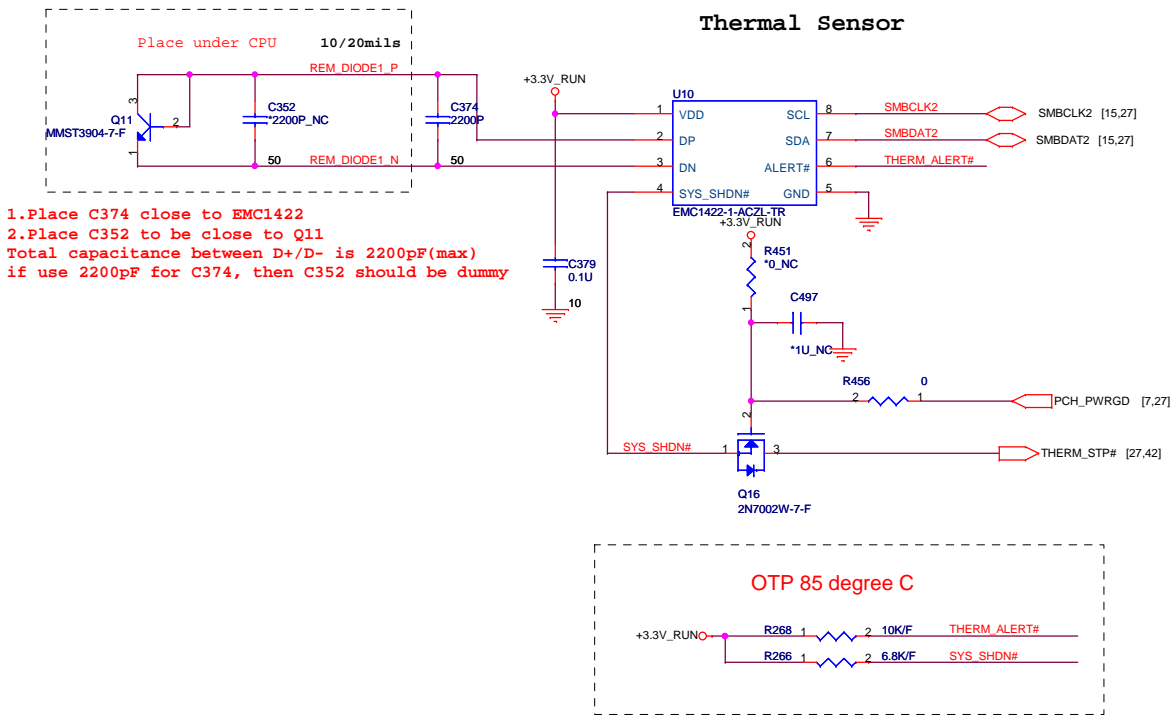 Thermal Sensor
Place under CPU 10/20mils
REM_DIODE1_P
+3.3V_RUN
3
Q11
2
MMST3904-7-F
1
C352
*2200P_NC
50
C374
2200P
50
REM_DIODE1_N
U10
1 VDD
2 DP
3 DN
4 SYS_SHDN#
SCL 8
SDA 7
ALERT# 6
GND 5
EMC1422-1-ACZL-TR
SMBCLK2
SMBCLK2 [15,27]
SMBDAT2
SMBDAT2 [15,27]
THERM_ALERT#
1.Place C374 close to EMC1422
2.Place C352 to be close to Q11
Total capacitance between D+/D- is 2200pF(max)
if use 2200pF for C374, then C352 should be dummy
C379
0.1U
10
+3.3V_RUN
2
R451
*0_NC
1
C497
*1U_NC
R456 0
2 1
PCH_PWRGD [7,27]
2
SYS_SHDN# 1 3
THERM_STP# [27,42]
Q16
2N7002W-7-F
OTP 85 degree C
+3.3V_RUN
R268 1 2 10K/F THERM_ALERT#
R266 1 2 6.8K/F SYS_SHDN#